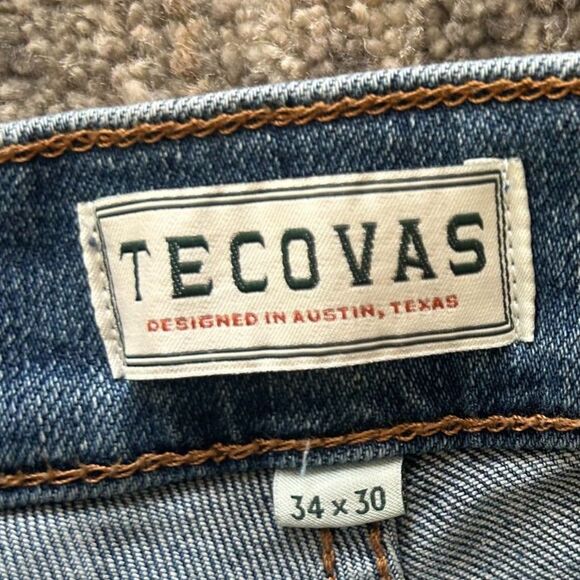 TECOVAS
DESIGNED IN AUSTIN, TEXAS
34 x 30